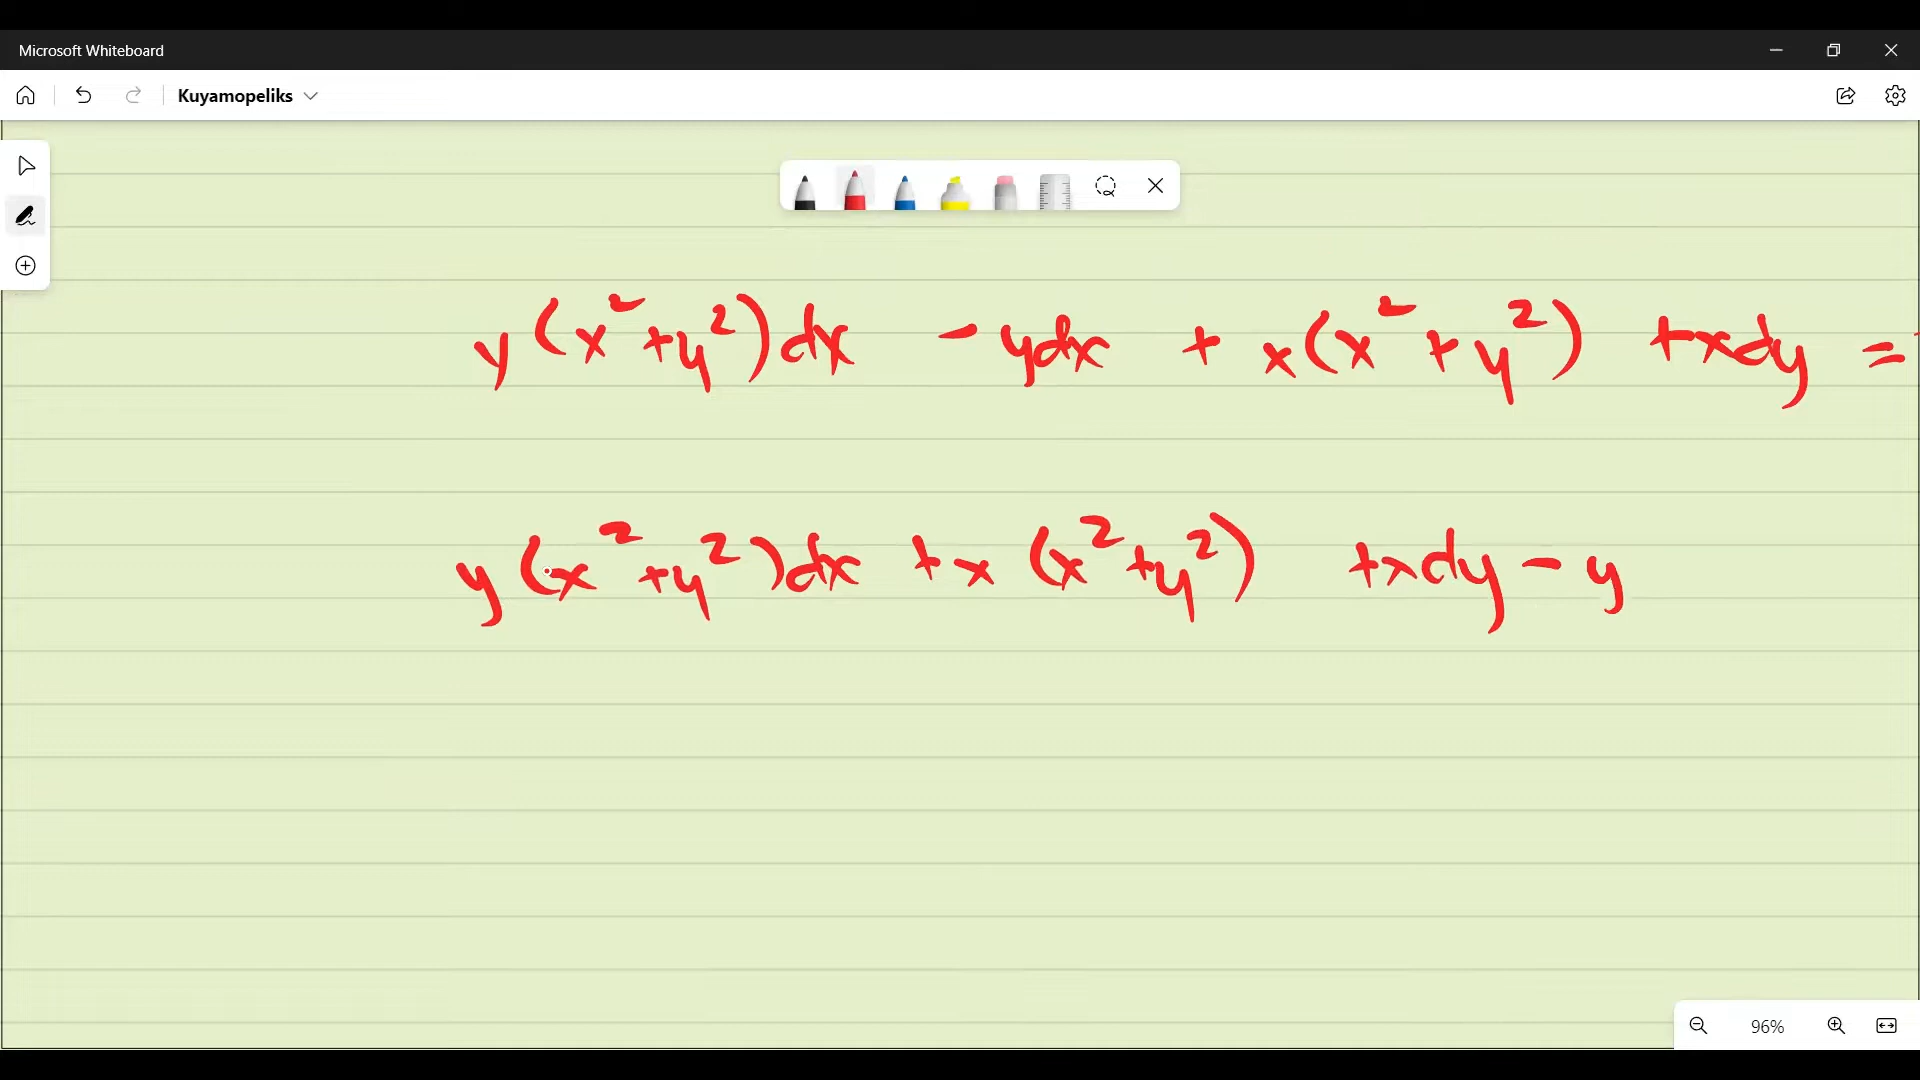 Microsoft Whiteboard
Kuyamopeliks
y(x²+y²)dx - ydx + x(x²+y²) +xdy =
y(x²+y²)dx +x(x²+y²) +xdy - y
96%